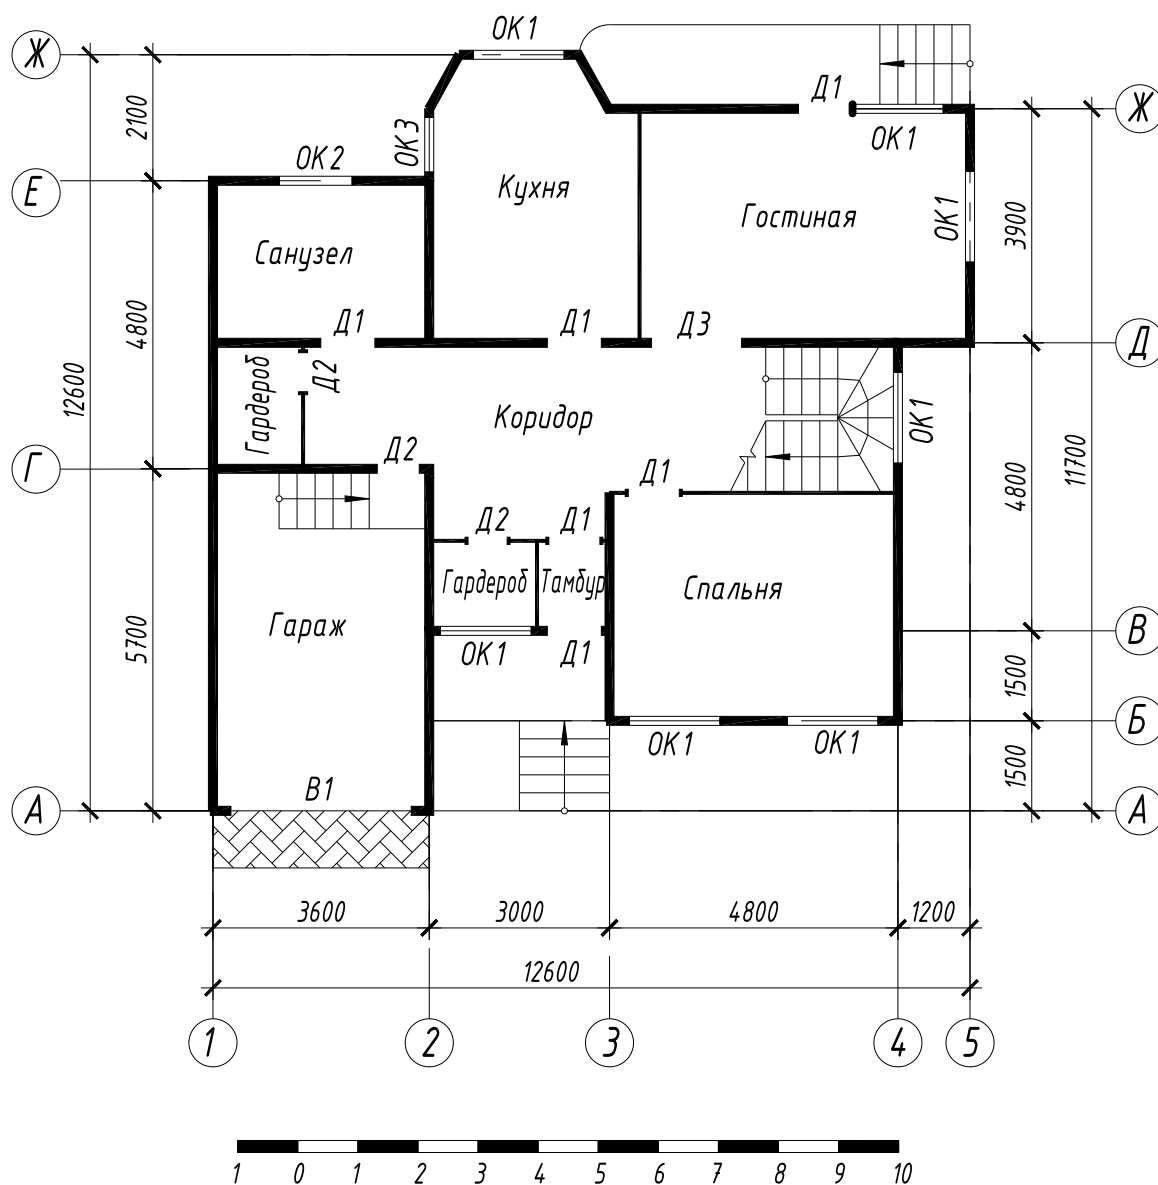 ОК1
Ж
Д1
Ж
2100
ОК3
ОК1
ОК2
Е
Кухня
Гостиная
ОК1
3900
Санузел
4800
Д1
Д1
Д3
Д
12600
Гардероб
Д2
Коридор
ОК1
Д2
Г
Д1
4800
11700
Д2
Д1
Гардероб
Тамбур
Спальня
Гараж
5700
В
ОК1
Д1
1500
ОК1
ОК1
Б
1500
В1
А
А
3600
3000
4800
1200
12600
1
2
3
4
5
1 0 1 2 3 4 5 6 7 8 9 10